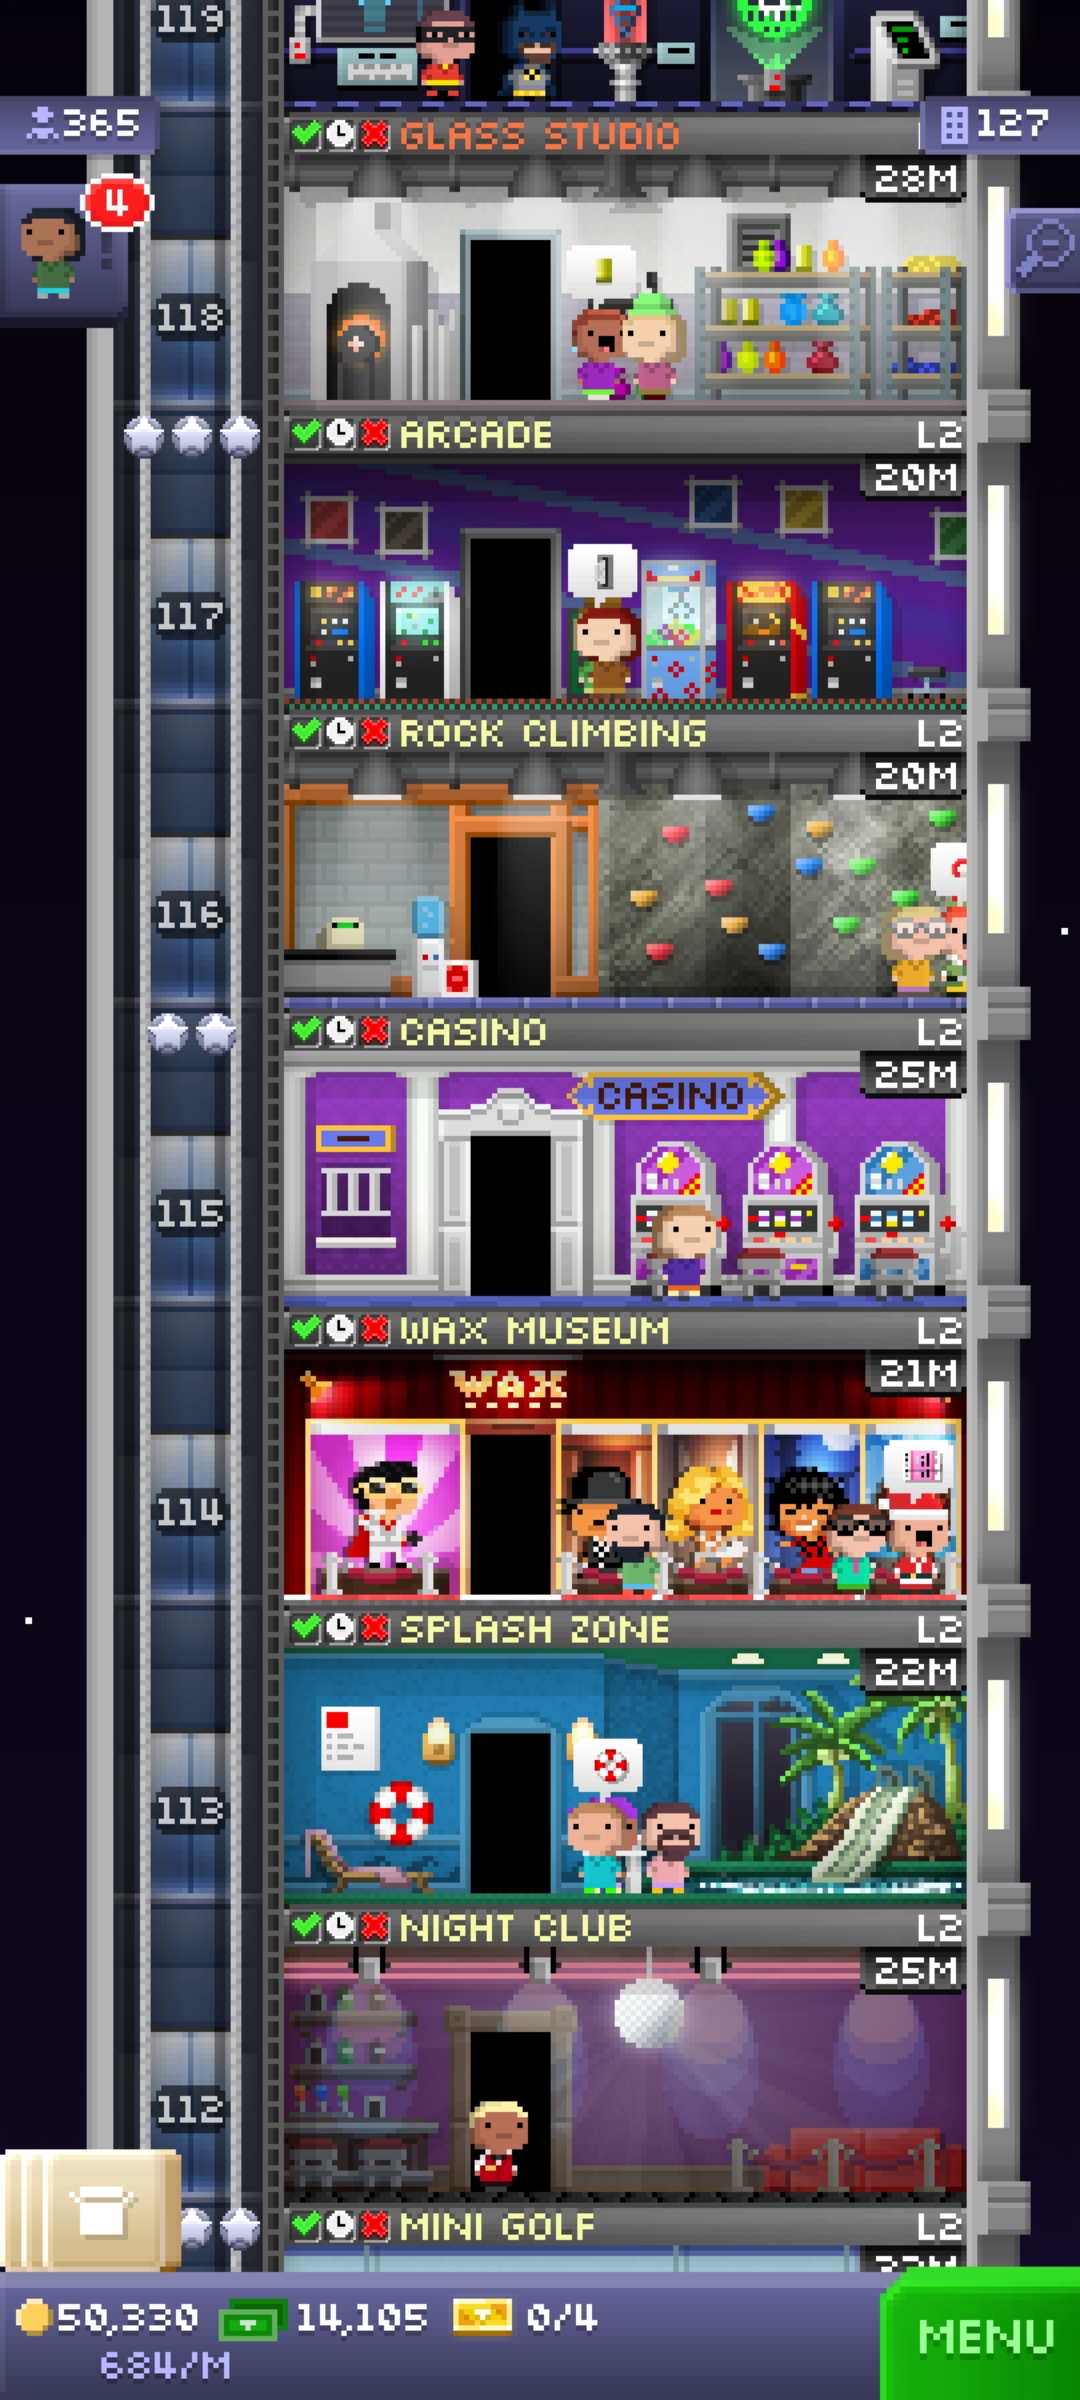 119
365
127
GLASS STUDIO
4
28M
118
ARCADE L2
20M
117
ROCK CLIMBING L2
20M
116
CASINO L2
25M
CASINO
115
WAX MUSEUM L2
21M
WAX
114
SPLASH ZONE L2
22M
113
NIGHT CLUB L2
25M
112
MINI GOLF L2
50,330 14,105 0/4
684/M
MENU